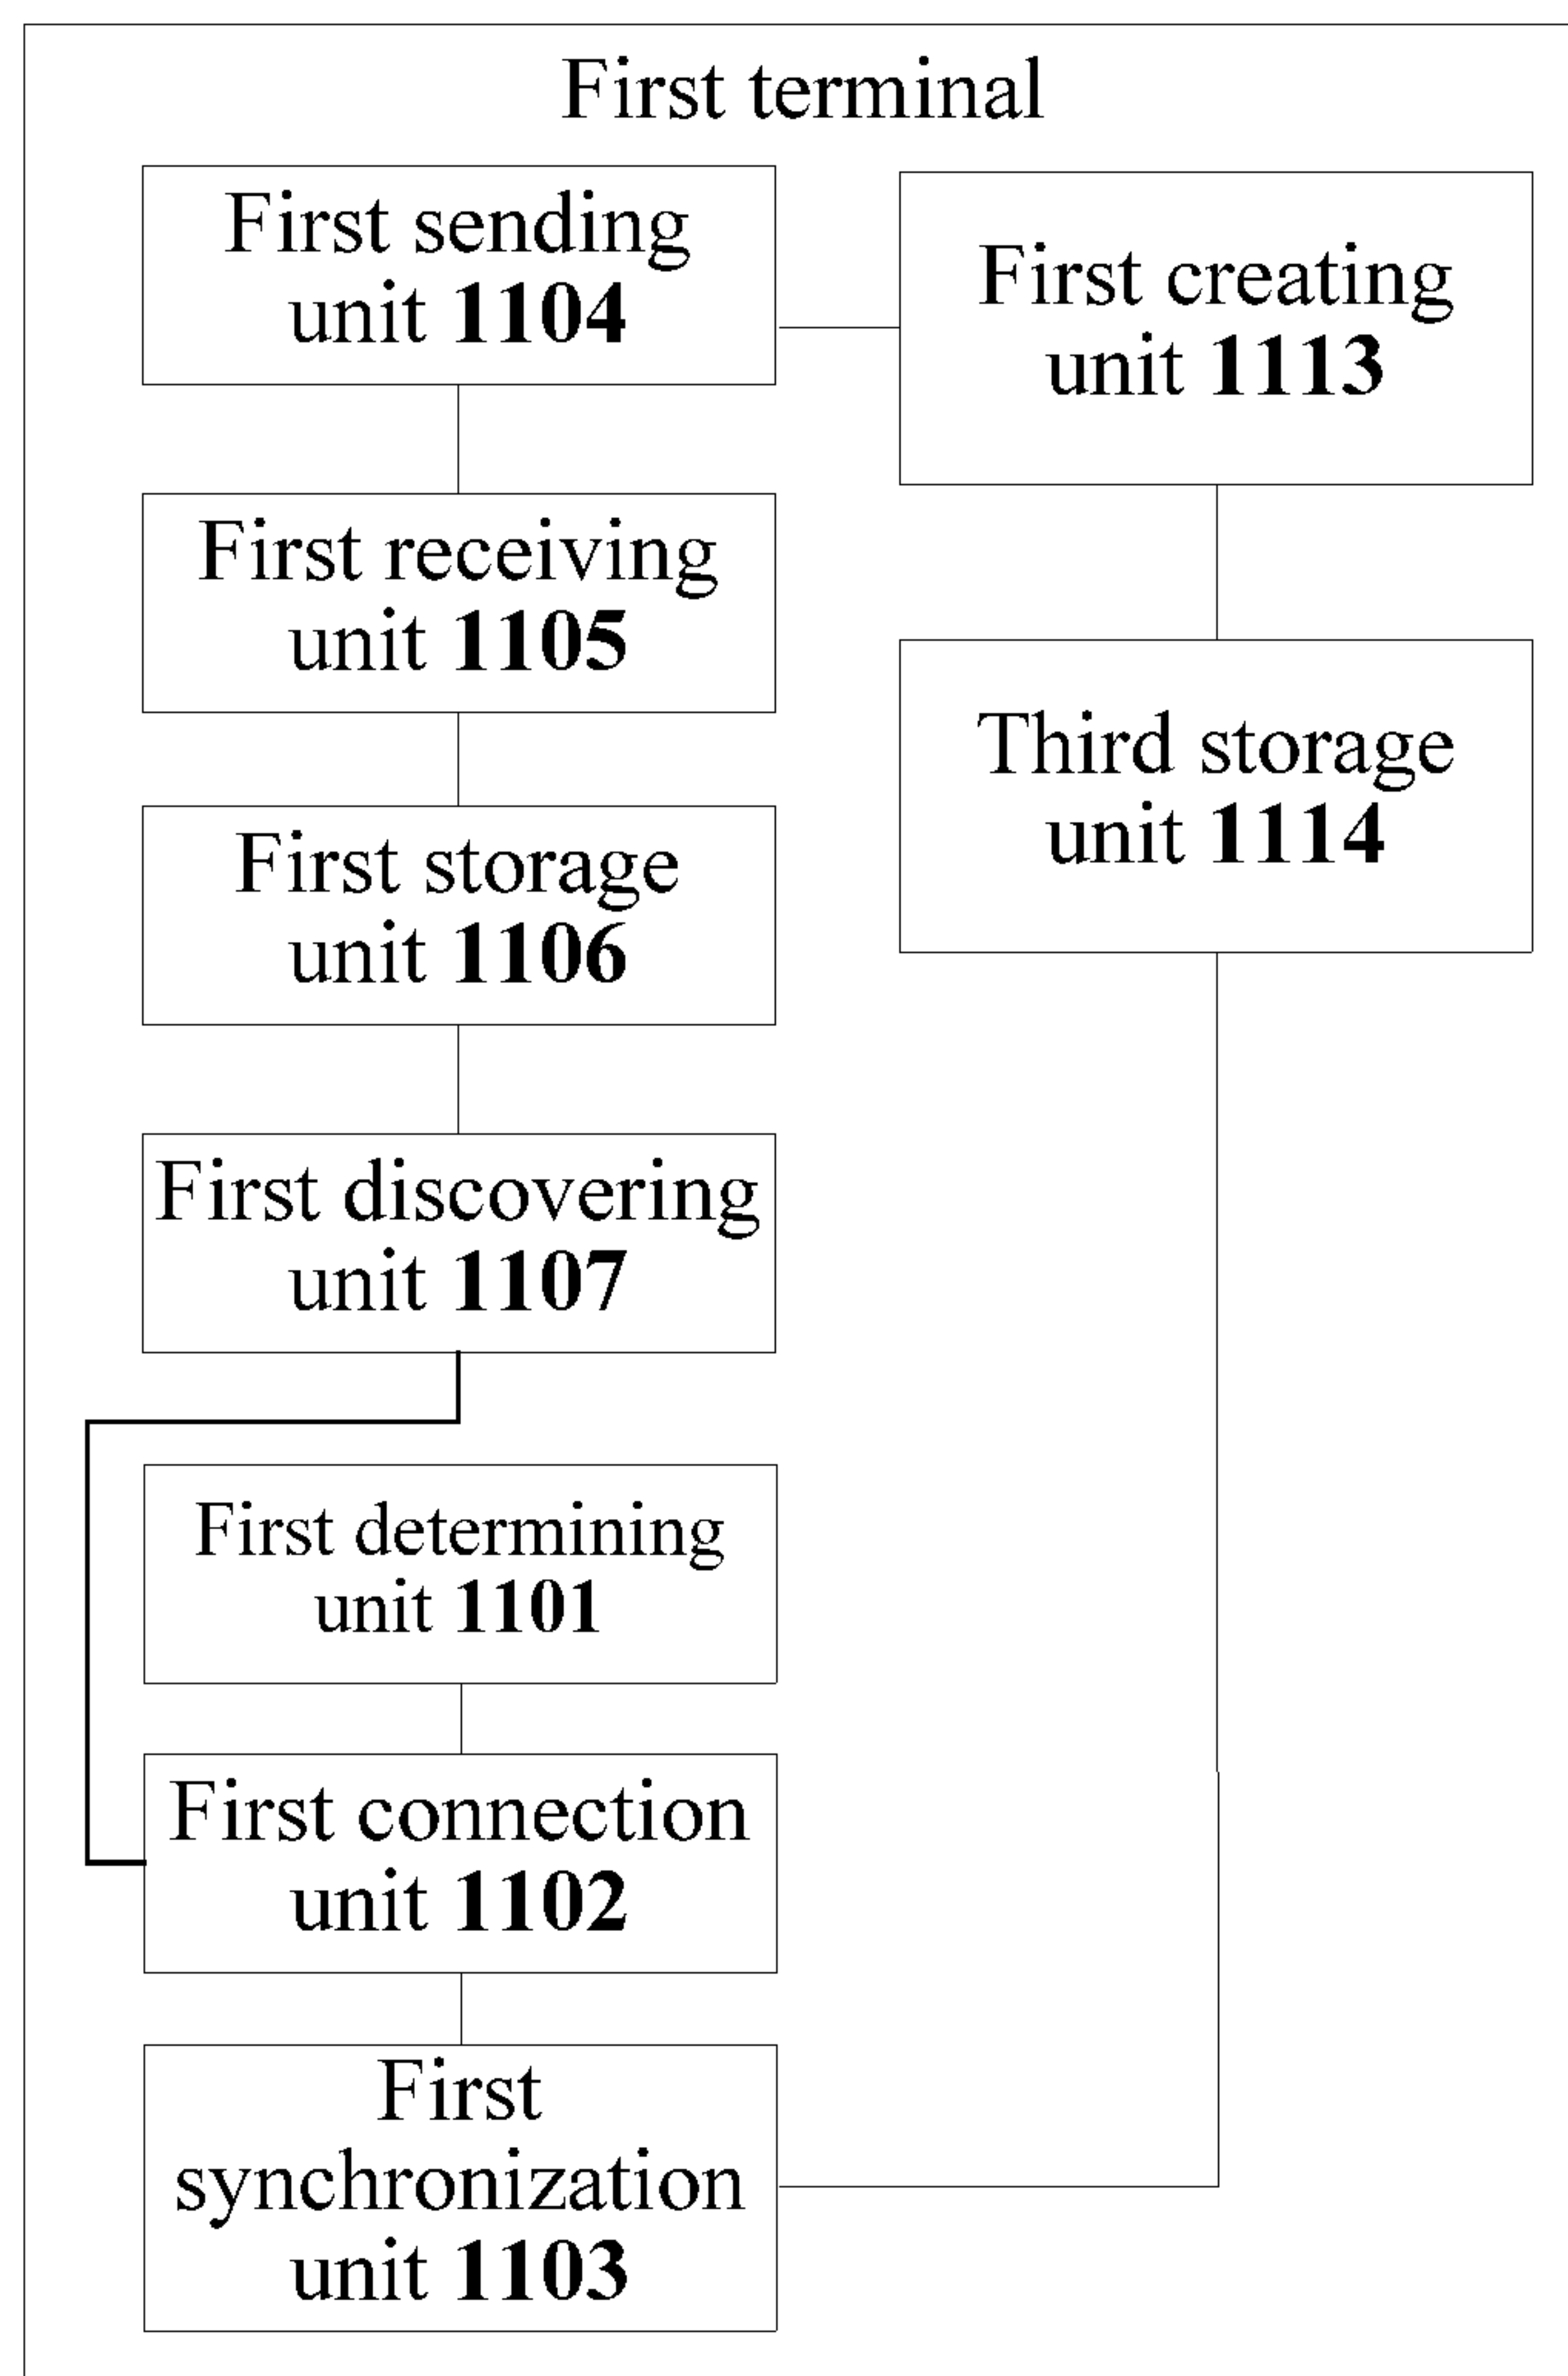 First terminal
First sending
unit 1104
First creating
unit 1113
First receiving
unit 1105
Third storage
unit 1114
First storage
unit 1106
First discovering
unit 1107
First determining
unit 1101
First connection
unit 1102
First
synchronization
unit 1103